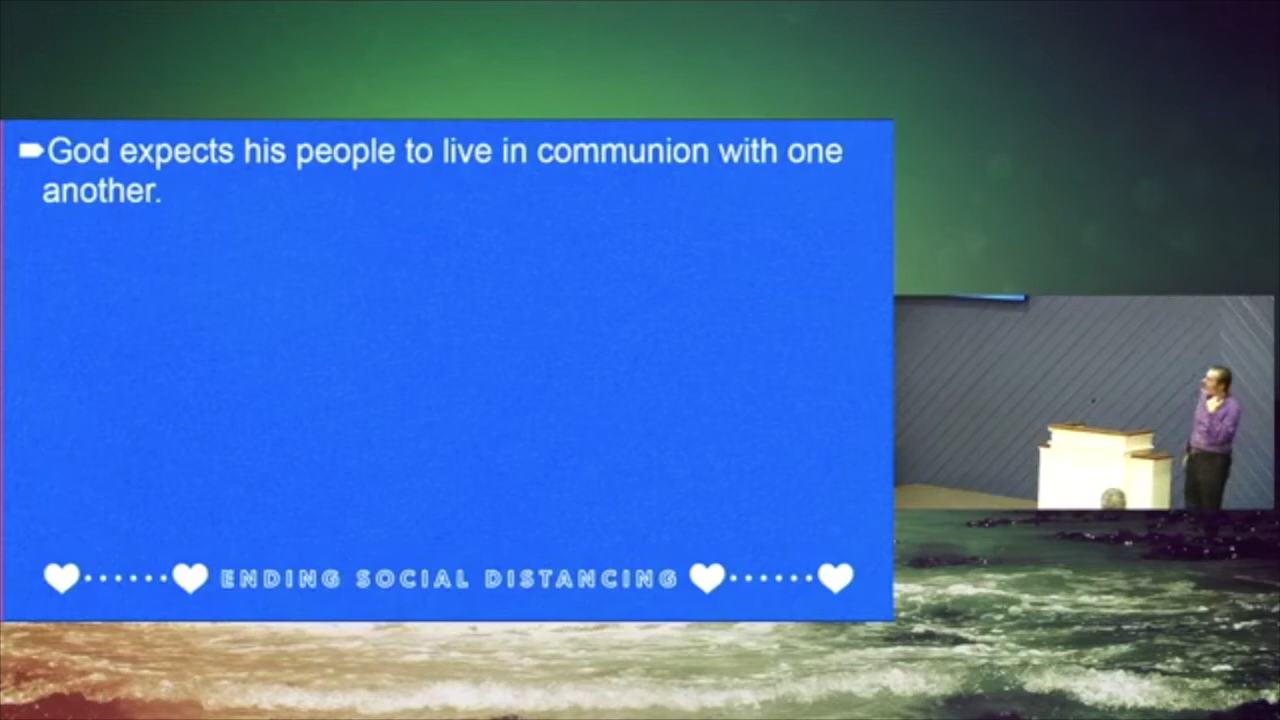 God expects his people to live in communion with one
another.
ENDING SOCIAL DISTANCING